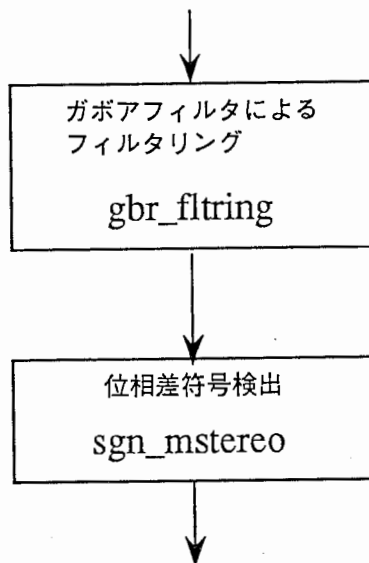 ガボアフィルタによる
フィルタリング
gbr_fltring
位相差符号検出
sgn_mstereo